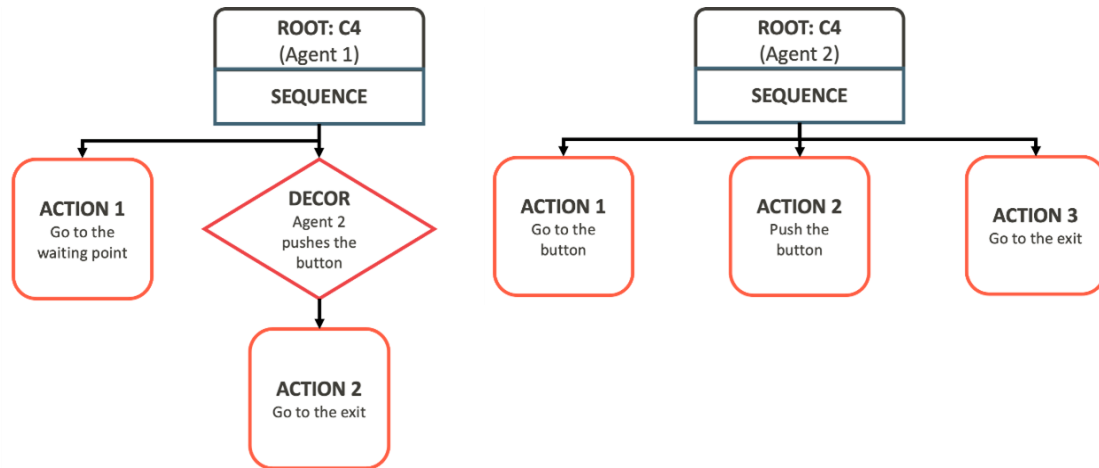 ROOT: C4
(Agent 1)
SEQUENCE
ACTION 1
Go to the
waiting point
DECOR
Agent 2
pushes the
button
ACTION 2
Go to the exit
ROOT: C4
(Agent 2)
SEQUENCE
ACTION 1
Go to the
button
ACTION 2
Push the
button
ACTION 3
Go to the exit